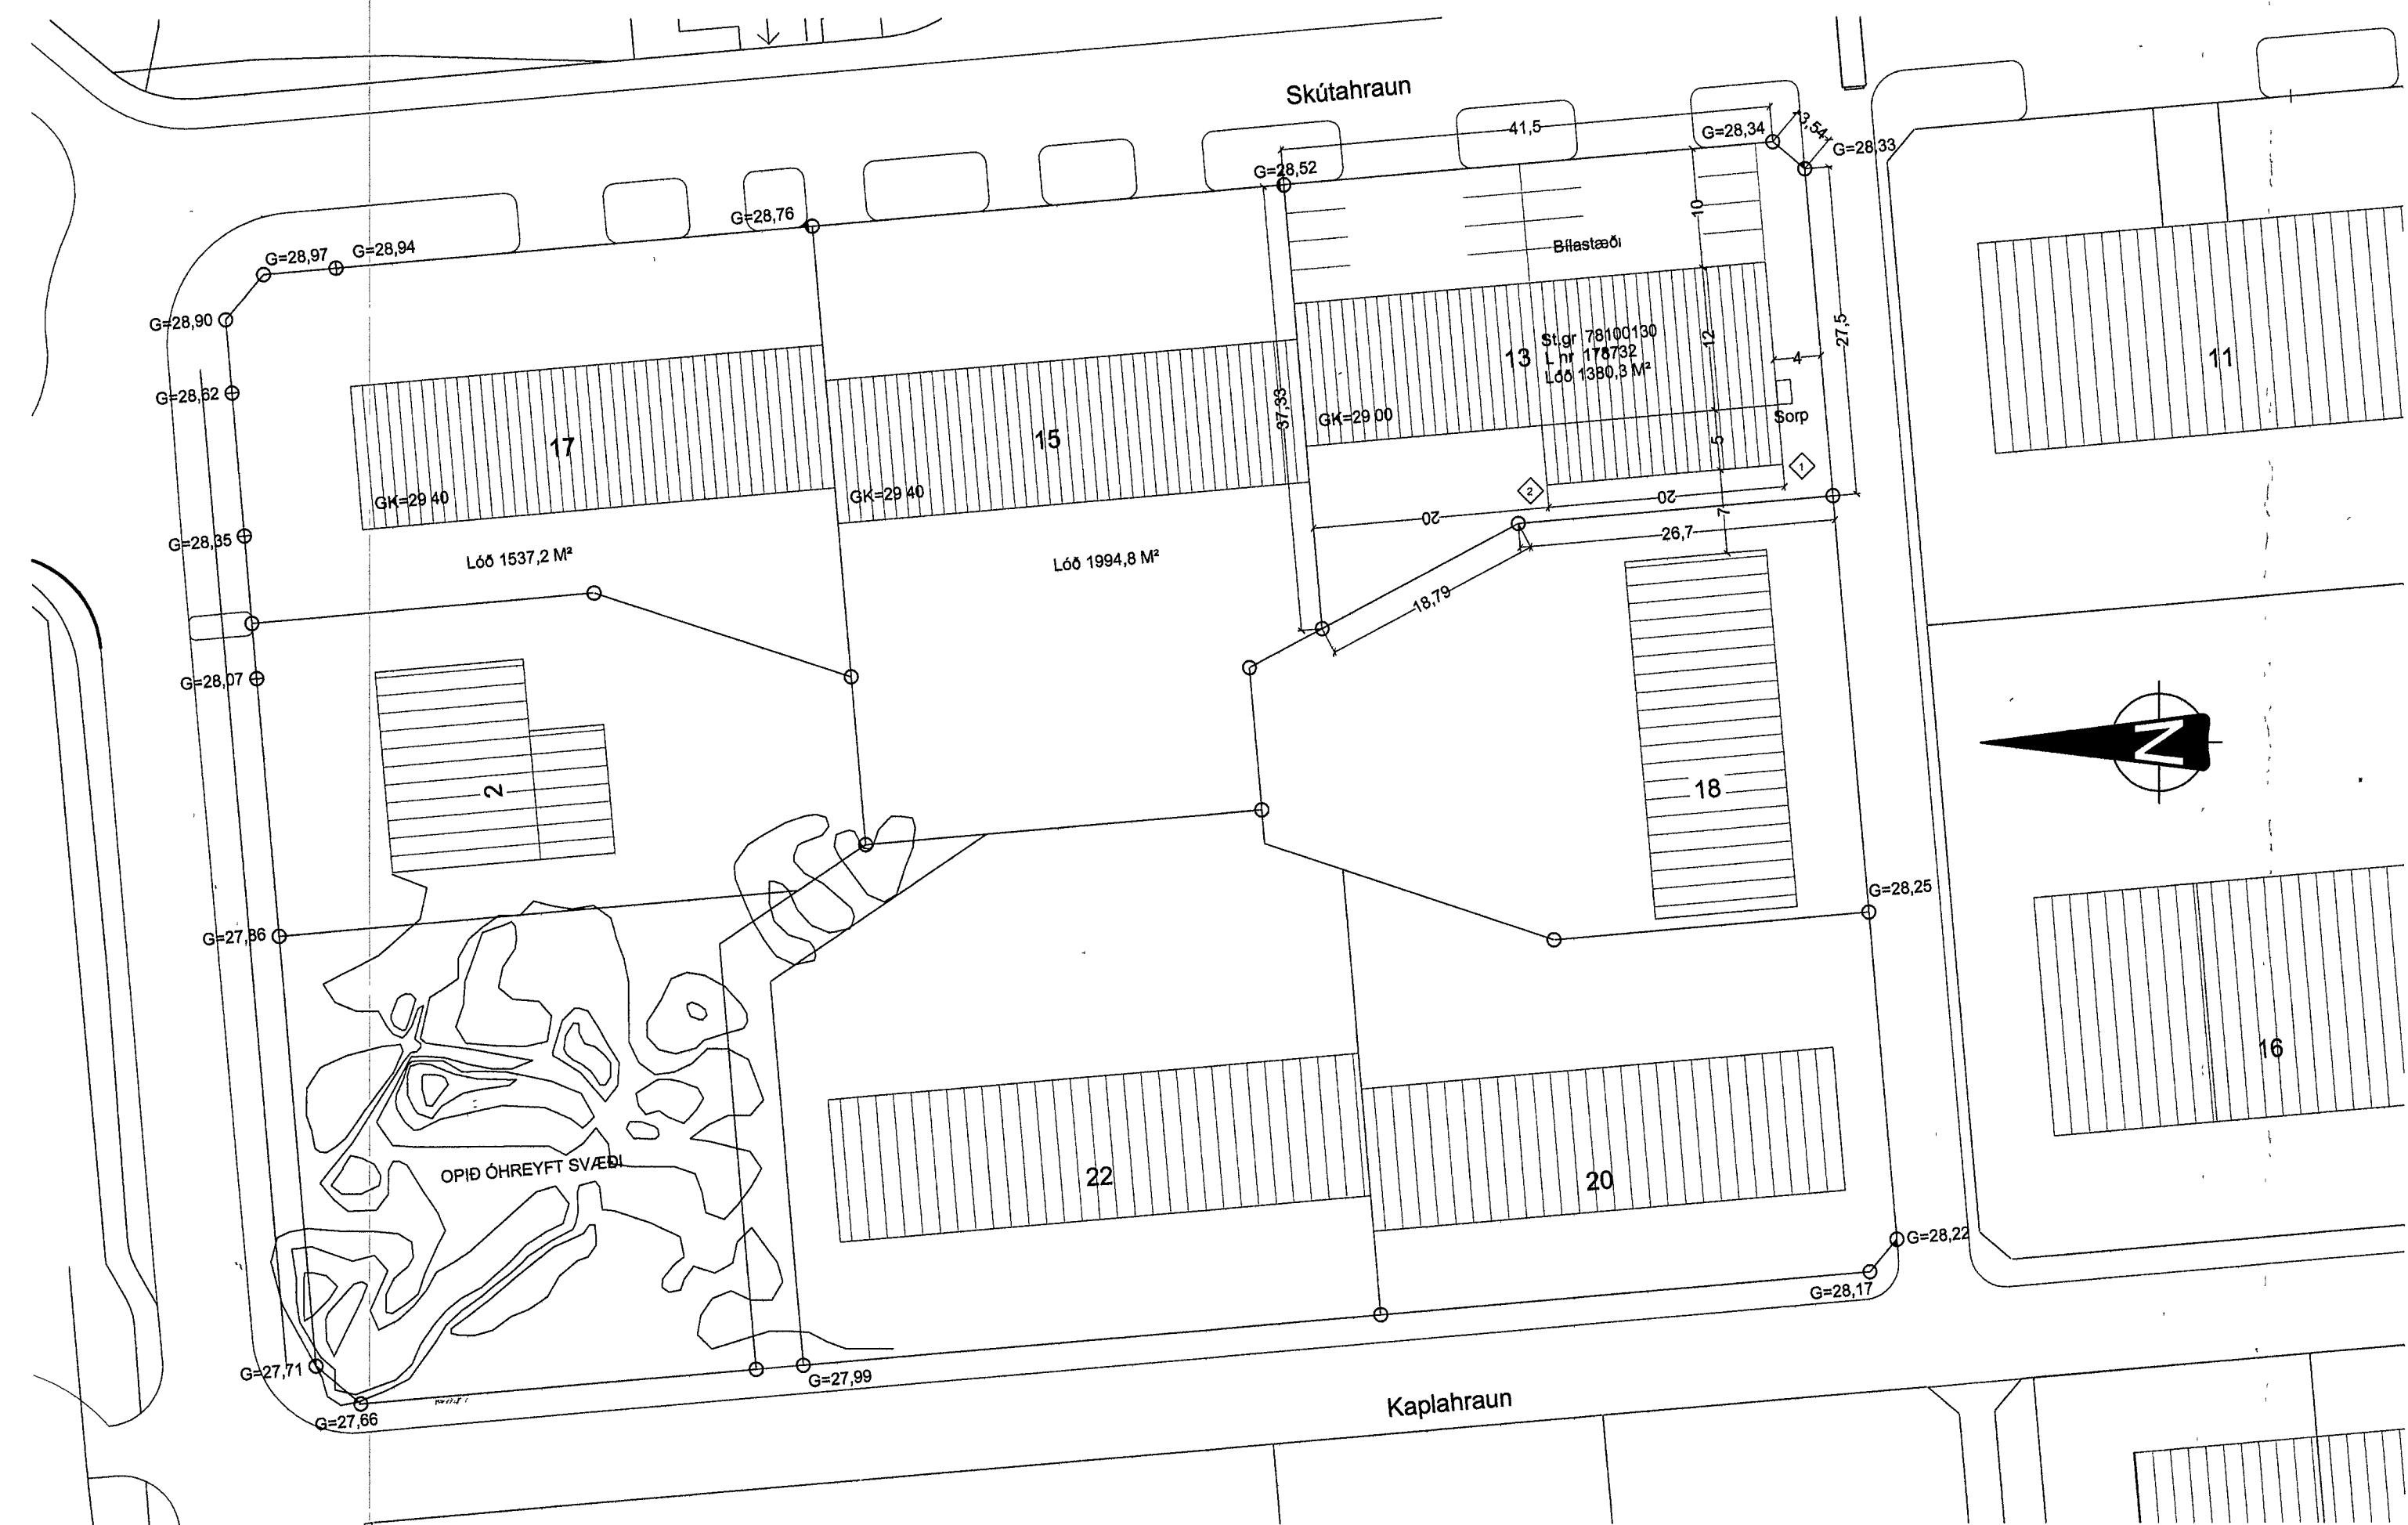 Skútahraun
41,5
G=28,34
3,54
G=28,33
G=28,52
G=28,76
G=28,97
G=28,94
10
Bílastæði
G=28,90
27,5
St.gr 78100130
L nr 178732
Lóð 1380,3 M²
13
12
4
11
G=28,62
37,33
GK=29 00
Sorp
17
15
5
1
GK=29 40
GK=29 40
2
20
20
7
G=28,35
26,7
Lóð 1537,2 M²
Lóð 1994,8 M²
18,79
G=28,07
N
2
18
G=28,25
G=27,86
16
OPIÐ ÓHREYFT SVÆÐI
22
20
G=28,22
G=28,17
G=27,71
G=27,99
G=27,66
Kaplahraun